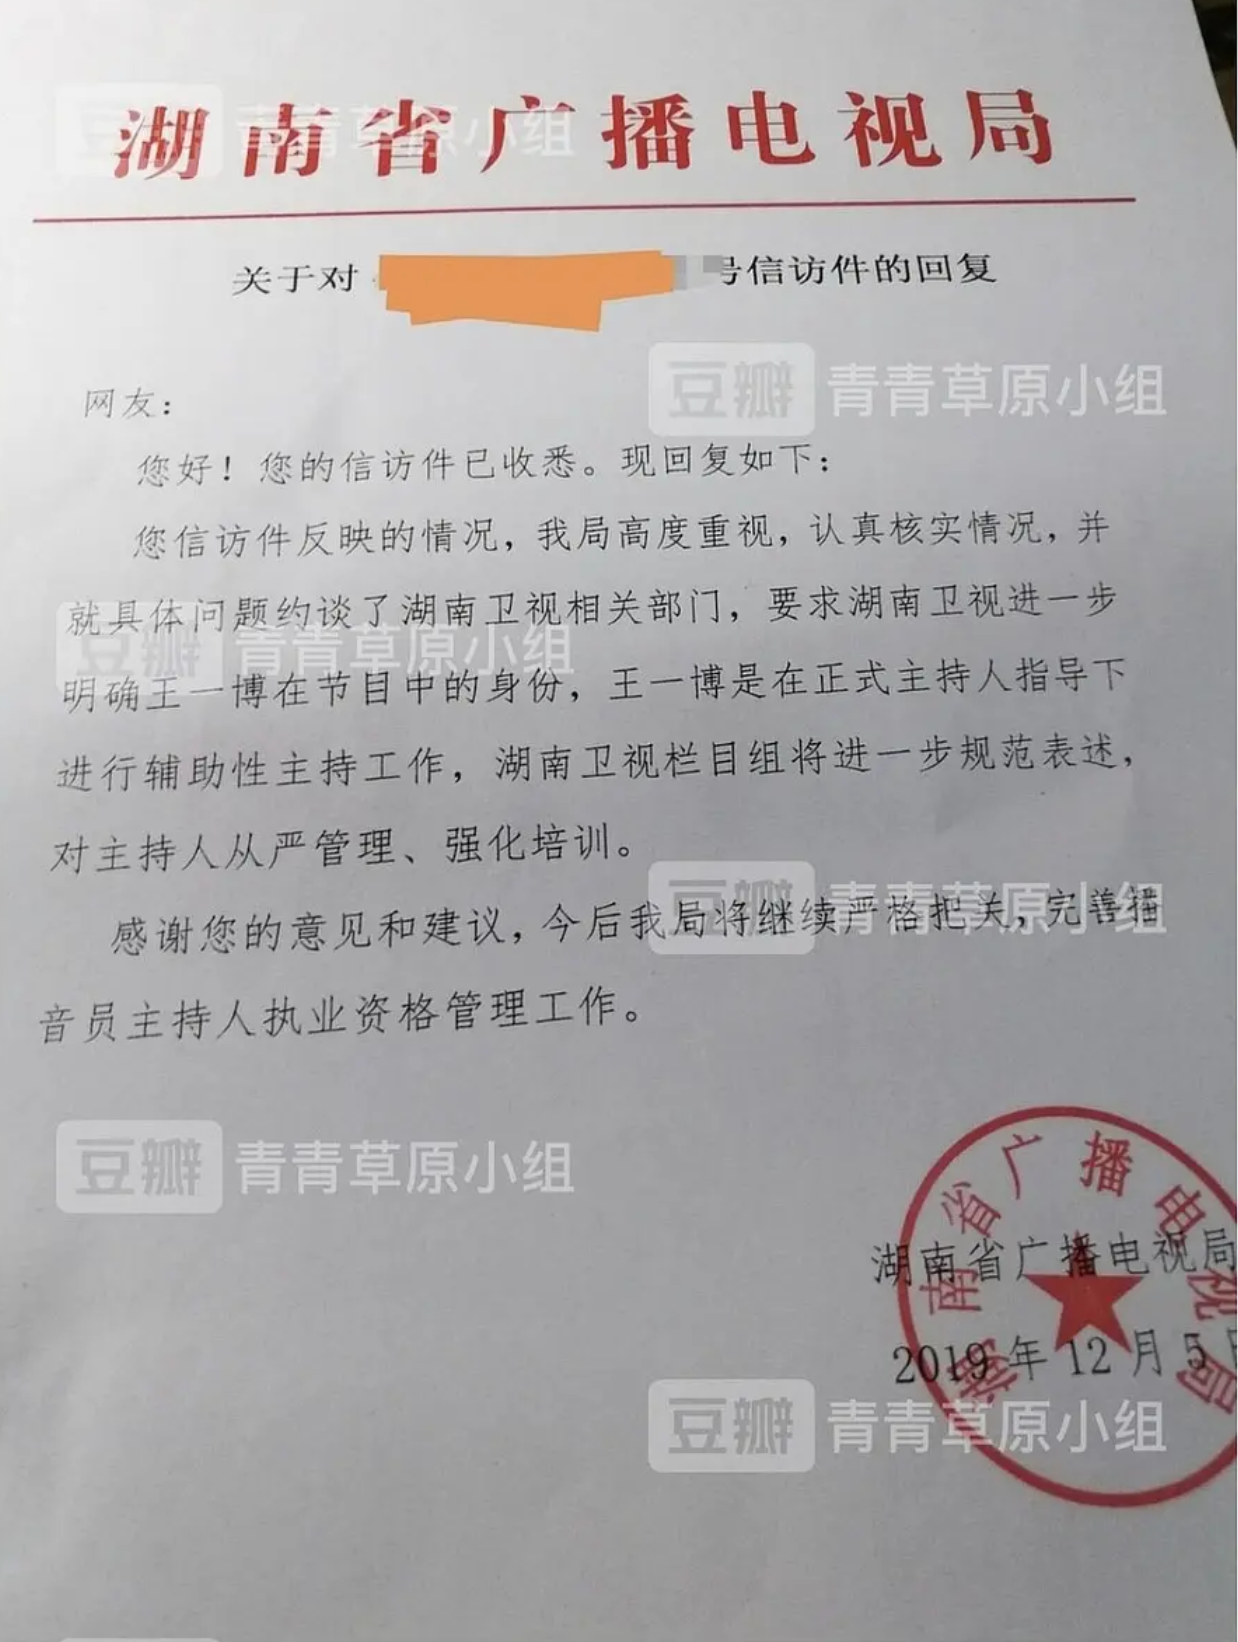 湖南省广播电视局
关于对
号信访件的回复
豆瓣 青青草原小组
网友：
您好！您的信访件已收悉。现回复如下：
您信访件反映的情况，我局高度重视，认真核实情况，并
就具体问题约谈了湖南卫视相关部门，要求湖南卫视进一步
明确王一博在节目中的身份，王一博是在正式主持人指导下
进行辅助性主持工作，湖南卫视栏目组将进一步规范表述，
对主持人从严管理、强化培训。
感谢您的意见和建议，今后我局将继续严格把关，完善播
音员主持人执业资格管理工作。
豆瓣 青青草原小组
湖南省广播电视局
湖南省广播电视局
2019年12月5日
豆瓣 青青草原小组